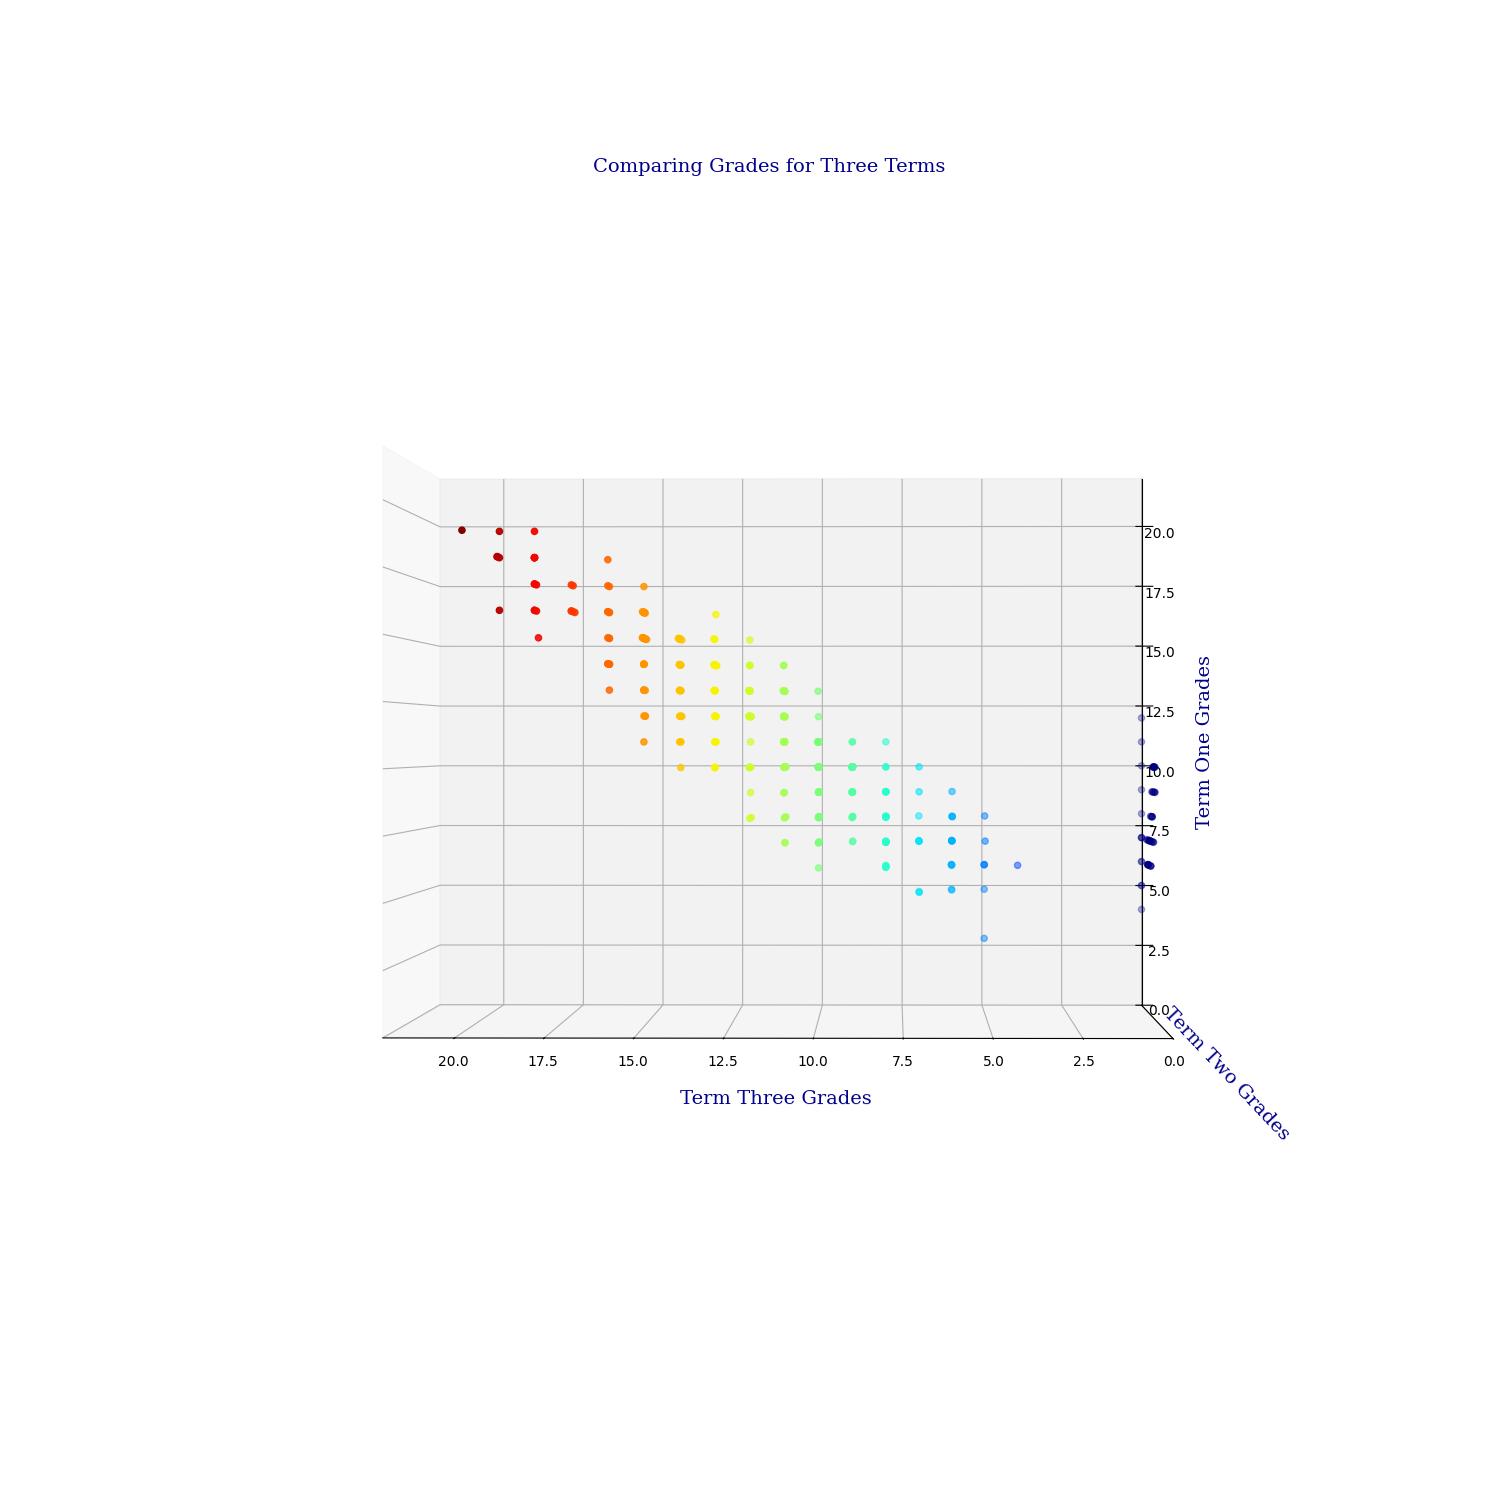 Comparing Grades for Three Terms
20.0
17.5
15.0
12.5
10.0
7.5
5.0
2.5
0.0
Term One Grades
Term Two Grades
20.0 17.5 15.0 12.5 10.0 7.5 5.0 2.5 0.0
Term Three Grades